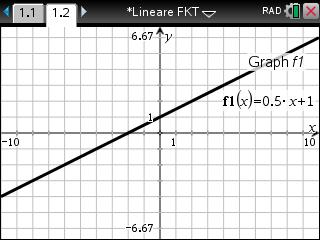 1.1 1.2 *Lineare FKT RAD
6.67 y
Graph f1
f1(x)=0.5·x+1
1
x
-10 1 10
-6.67